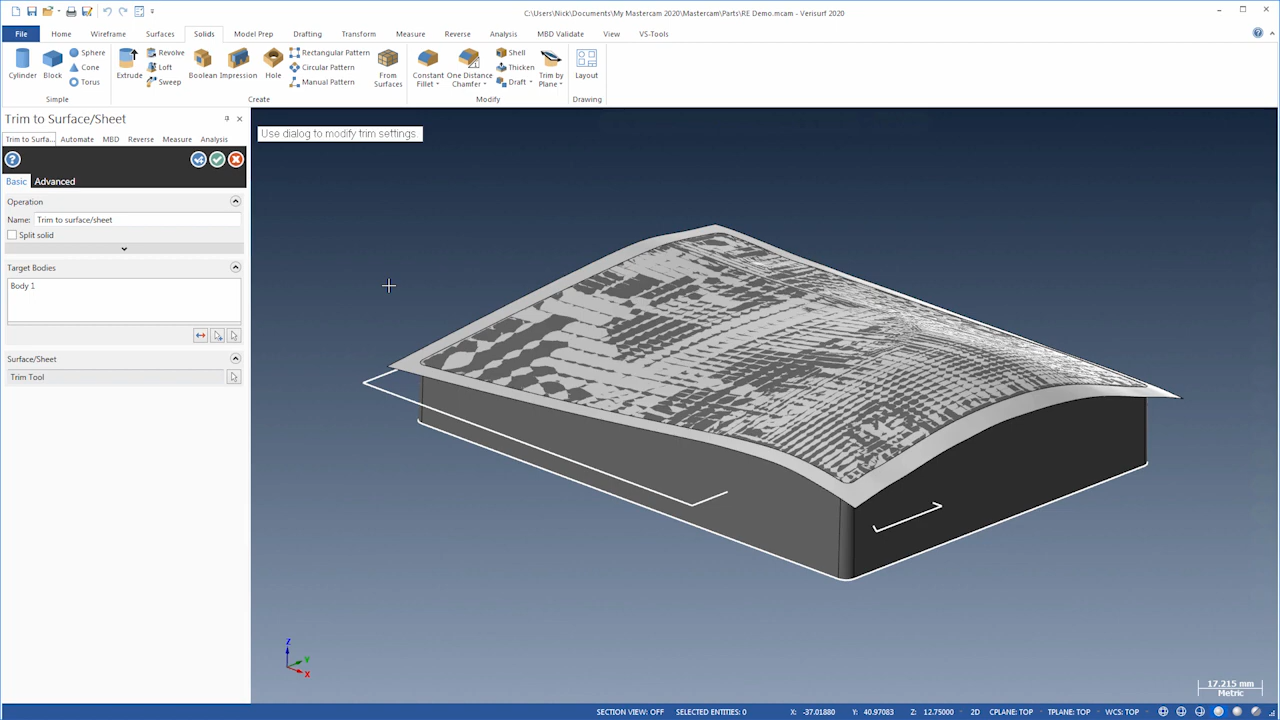 C:\Users\Nick\Documents\My Mastercam 2020\Mastercam\Parts\RE Demo.mcam - Verisurf 2020
File Home Wireframe Surfaces Solids Model Prep Drafting Transform Measure Reverse Analysis MBD Validate View VS-Tools
Cylinder
Block
Sphere
Cone
Torus
Simple
Extrude
Revolve
Loft
Sweep
Boolean
Impression
Hole
Rectangular Pattern
Circular Pattern
Manual Pattern
From
Surfaces
Create
Constant
Fillet
One Distance
Chamfer
Shell
Thicken
Draft
Trim by
Plane
Modify
Layout
Drawing
Trim to Surface/Sheet
Trim to Surfa... Automate MBD Reverse Measure Analysis
Basic Advanced
Operation
Name: Trim to surface/sheet
Split solid
Target Bodies
Body 1
Surface/Sheet
Trim Tool
Use dialog to modify trim settings.
Z
Y
X
17.215 mm
Metric
SECTION VIEW: OFF SELECTED ENTITIES: 0 X: -37.01880 Y: 40.97083 Z: 12.75000 2D CPLANE: TOP TPLANE: TOP WCS: TOP